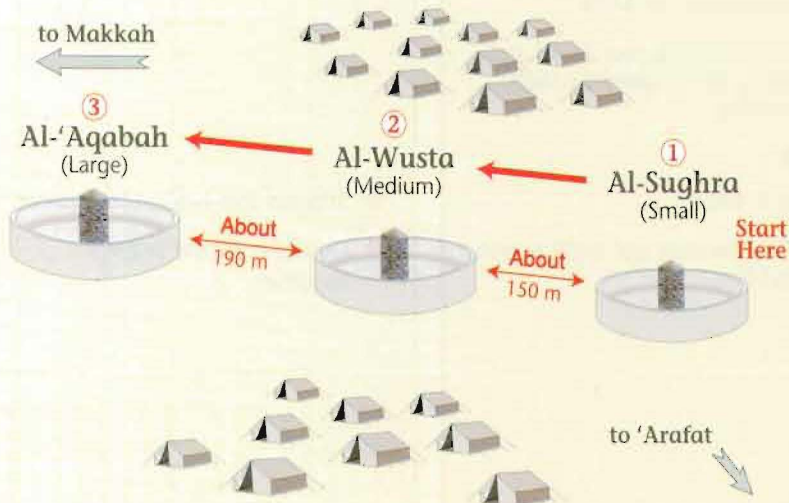 to Makkah
③
Al-‘Aqabah
(Large)
②
Al-Wusta
(Medium)
①
Al-Sughra
(Small)
Start
Here
About
190 m
About
150 m
to ‘Arafat